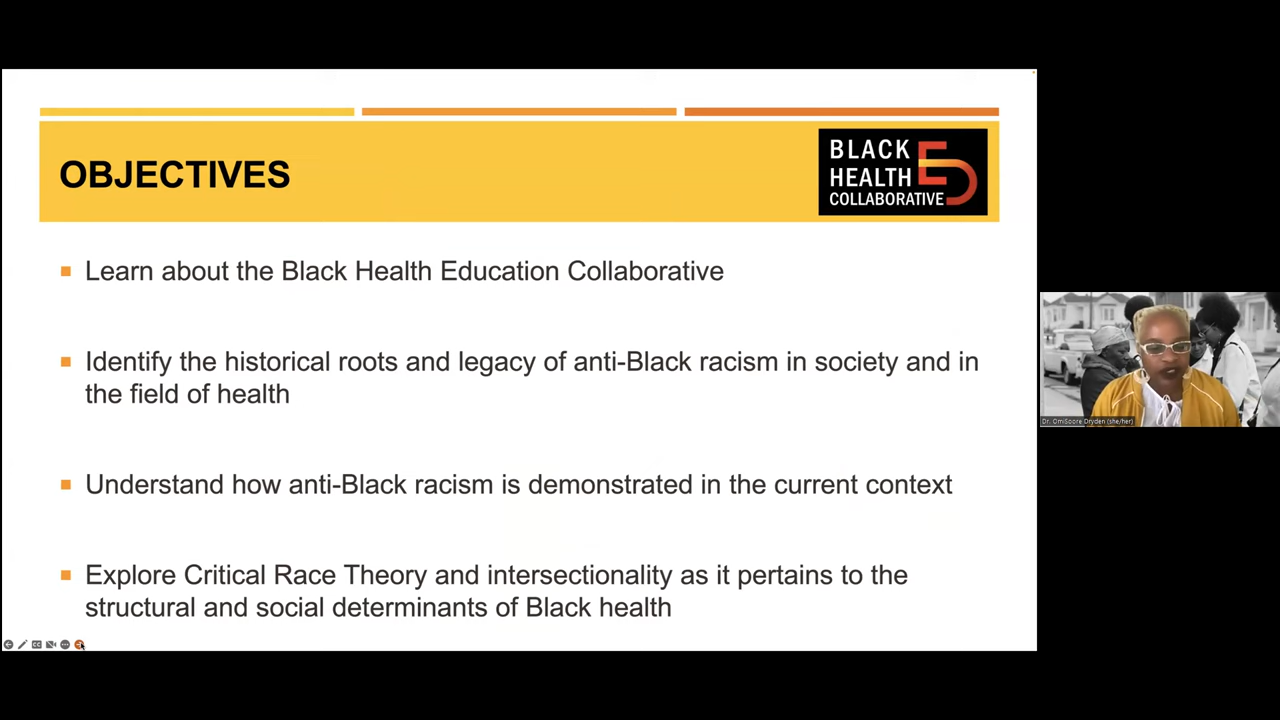 OBJECTIVES
BLACK
HEALTH
COLLABORATIVE
Learn about the Black Health Education Collaborative
Identify the historical roots and legacy of anti-Black racism in society and in
the field of health
Understand how anti-Black racism is demonstrated in the current context
Explore Critical Race Theory and intersectionality as it pertains to the
structural and social determinants of Black health
Dr. OmiSoore Dryden (she/her)